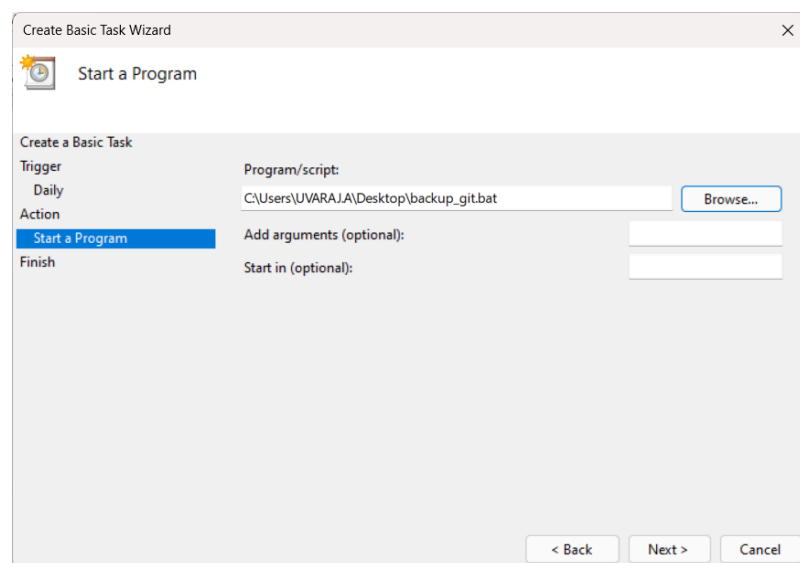 Create Basic Task Wizard
Start a Program
Create a Basic Task
Trigger
Daily
Action
Start a Program
Finish
Program/script:
C:\Users\UVARAJ.A\Desktop\backup_git.bat
Browse...
Add arguments (optional):
Start in (optional):
< Back
Next >
Cancel